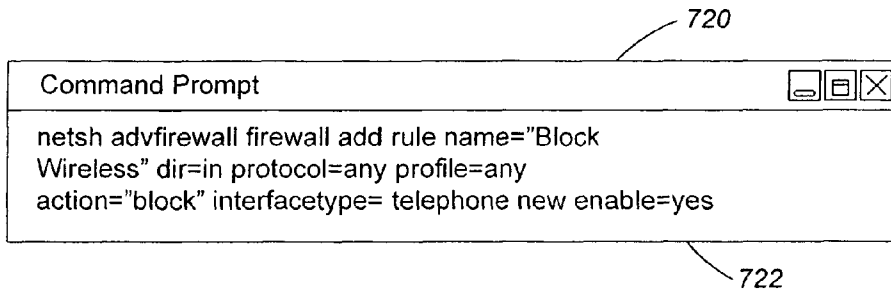 720
Command Prompt
netsh advfirewall firewall add rule name=”Block
Wireless” dir=in protocol=any profile=any
action=”block” interfacetype= telephone new enable=yes
722